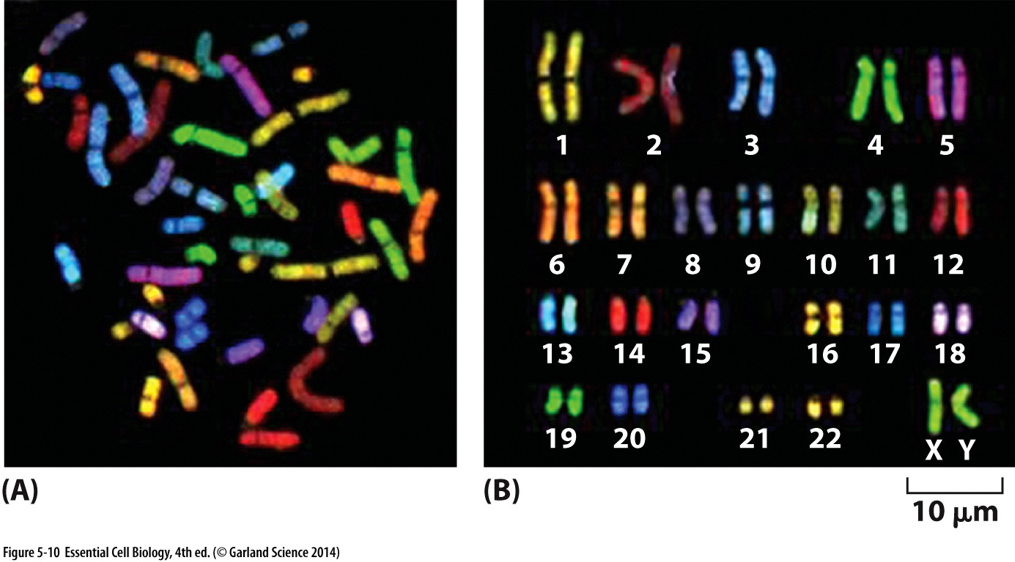 1 2 3 4 5
6 7 8 9 10 11 12
13 14 15 16 17 18
19 20 21 22 X Y
(A) (B) 10 μm
Figure 5-10 Essential Cell Biology, 4th ed. (© Garland Science 2014)